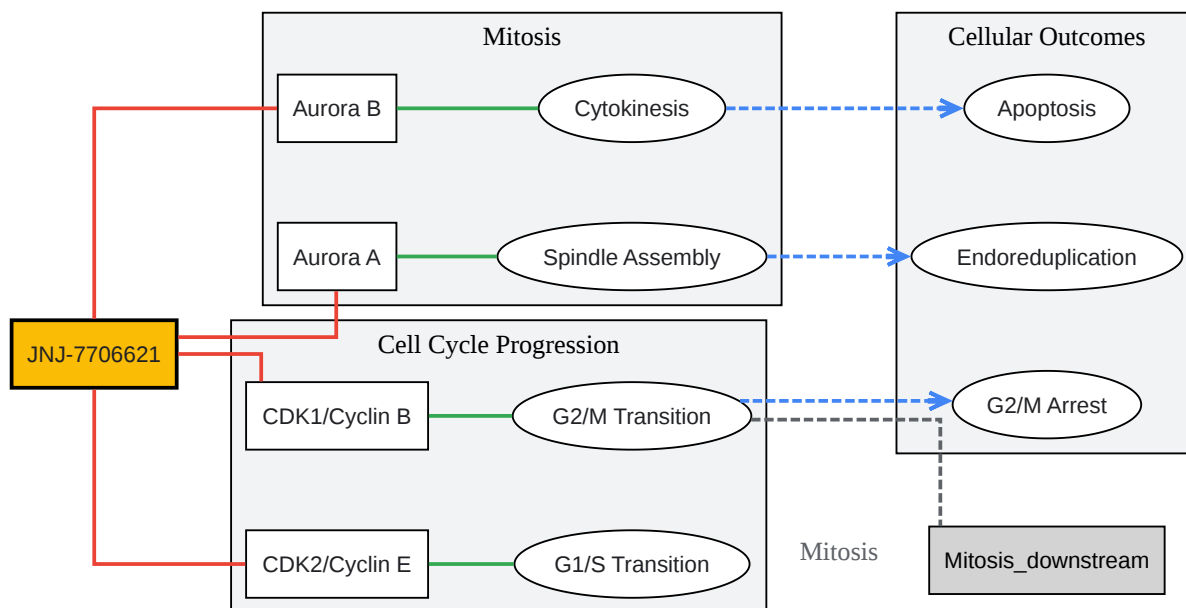 Mitosis
Cellular Outcomes
Aurora B
Cytokinesis
Apoptosis
Aurora A
Spindle Assembly
Endoreduplication
JNJ-7706621
Cell Cycle Progression
CDK1/Cyclin B
G2/M Transition
G2/M Arrest
CDK2/Cyclin E
G1/S Transition
Mitosis
Mitosis_downstream